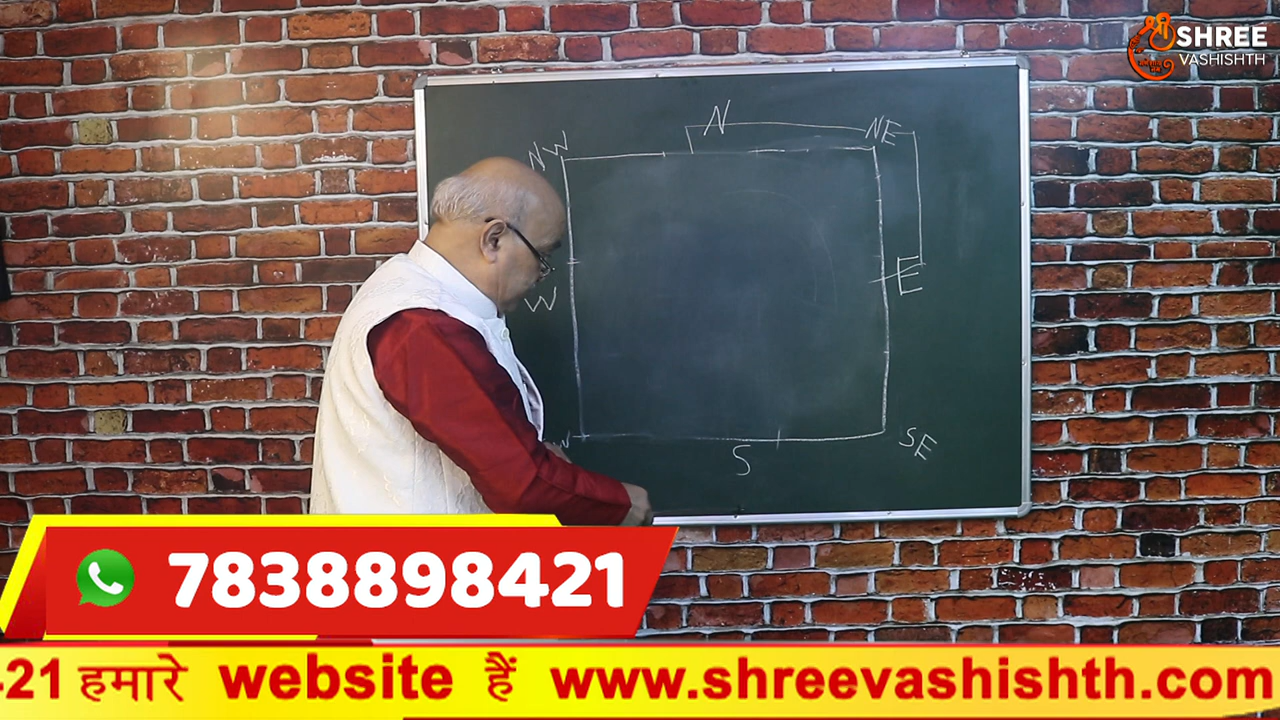 श्री SHREE
VASHISHTH
N
NW
NE
W
E
W
S
SE
7838898421
21 हमारे website हैं www.shreevashishth.com